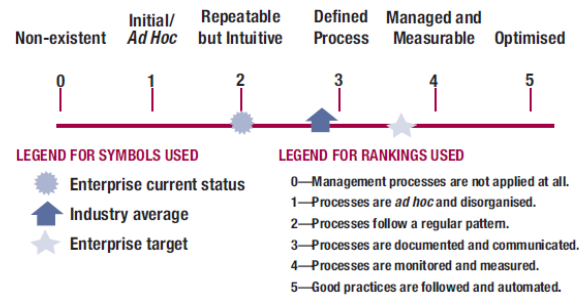 Non-existent
Initial/
Ad Hoc
Repeatable
but Intuitive
Defined
Process
Managed and
Measurable
Optimised
0 1 2 3 4 5
LEGEND FOR SYMBOLS USED
Enterprise current status
Industry average
Enterprise target
LEGEND FOR RANKINGS USED
0—Management processes are not applied at all.
1—Processes are ad hoc and disorganised.
2—Processes follow a regular pattern.
3—Processes are documented and communicated.
4—Processes are monitored and measured.
5—Good practices are followed and automated.